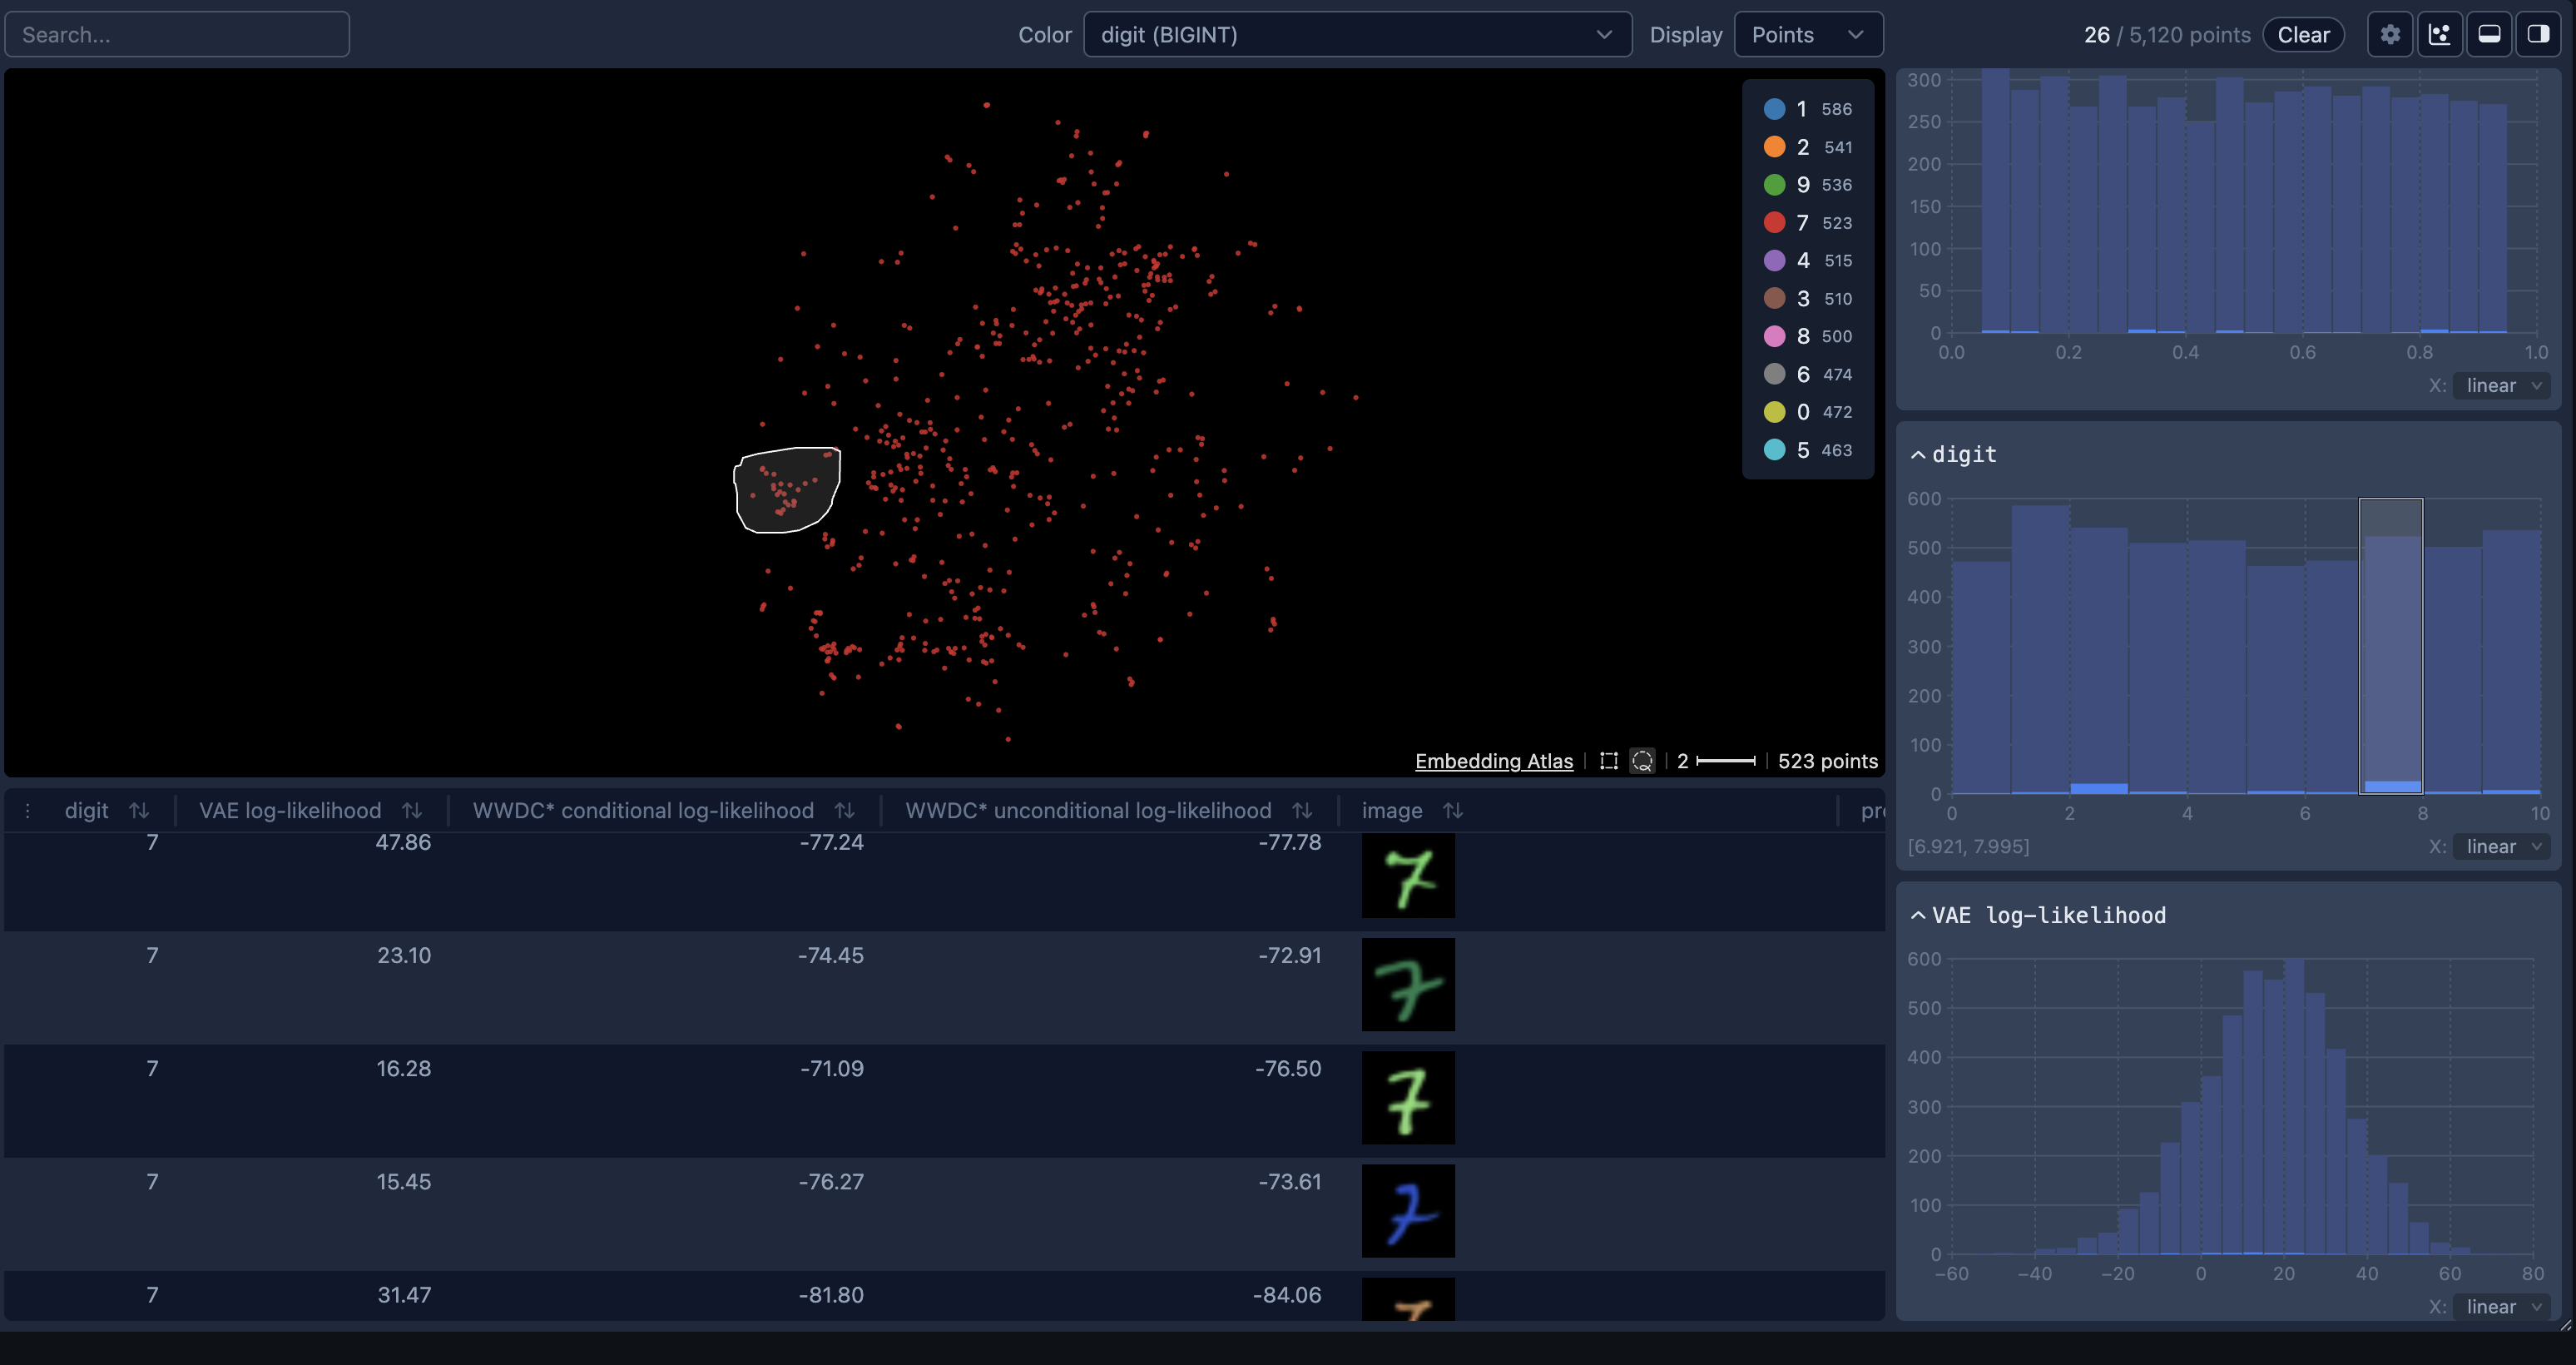 Search...
Color digit (BIGINT) Display Points
26 / 5,120 points Clear
1 586
2 541
9 536
7 523
4 515
3 510
8 500
6 474
0 472
5 463
Embedding Atlas 2 523 points
digit VAE log-likelihood WWDC* conditional log-likelihood WWDC* unconditional log-likelihood image
7 47.86 -77.24 -77.78 7
7 23.10 -74.45 -72.91 7
7 16.28 -71.09 -76.50 7
7 15.45 -76.27 -73.61 7
7 31.47 -81.80 -84.06
300
250
200
150
100
50
0
0.0 0.2 0.4 0.6 0.8 1.0
X: linear
digit
600
500
400
300
200
100
0
0 2 4 6 8 10
[6.921, 7.995] X: linear
VAE log-likelihood
600
500
400
300
200
100
0
−60 −40 −20 0 20 40 60 80
X: linear